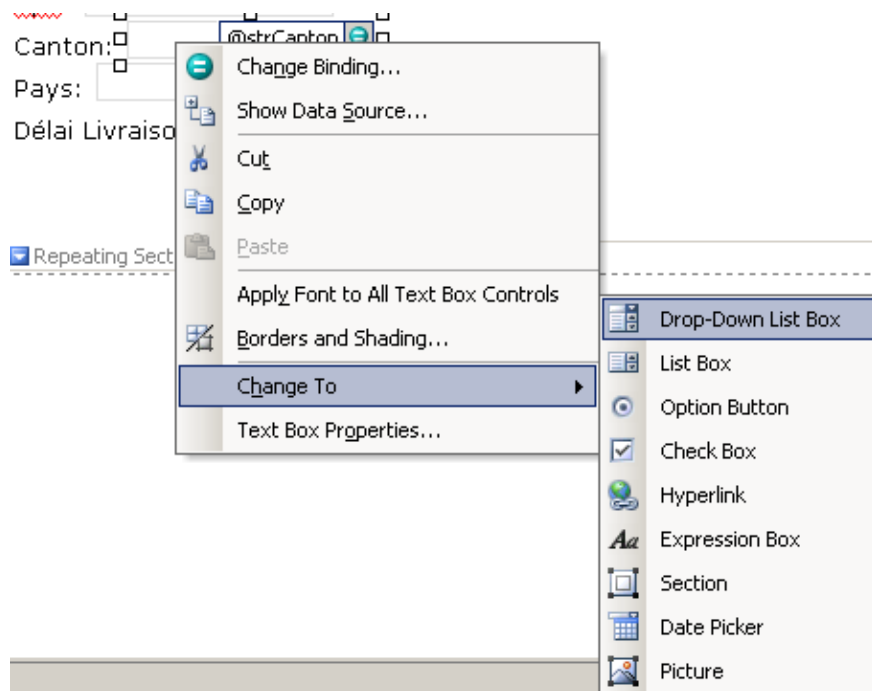 Canton:
@strCanton
Pays:
Délai Livraiso
Repeating Sect
Change Binding...
Show Data Source...
Cut
Copy
Paste
Apply Font to All Text Box Controls
Borders and Shading...
Change To
Text Box Properties...
Drop-Down List Box
List Box
Option Button
Check Box
Hyperlink
Expression Box
Section
Date Picker
Picture